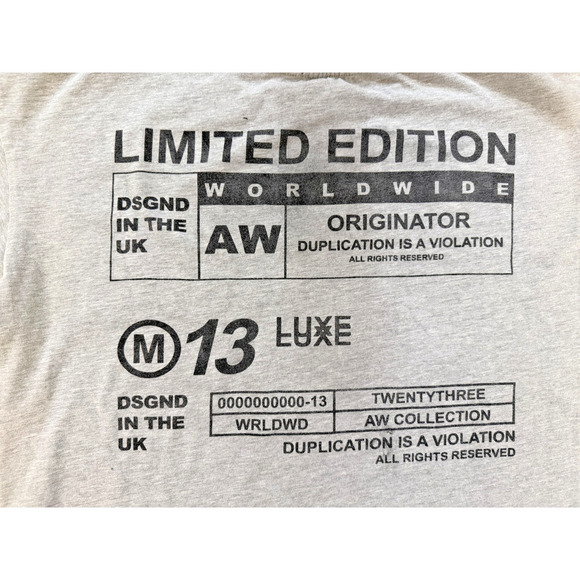 LIMITED EDITION
WORLDWIDE
DSGND
IN THE
UK
AW
ORIGINATOR
DUPLICATION IS A VIOLATION
ALL RIGHTS RESERVED
M 13 LUXE
LUXE
DSGND
IN THE
UK
0000000000-13 TWENTYTHREE
WRLDWD AW COLLECTION
DUPLICATION IS A VIOLATION
ALL RIGHTS RESERVED